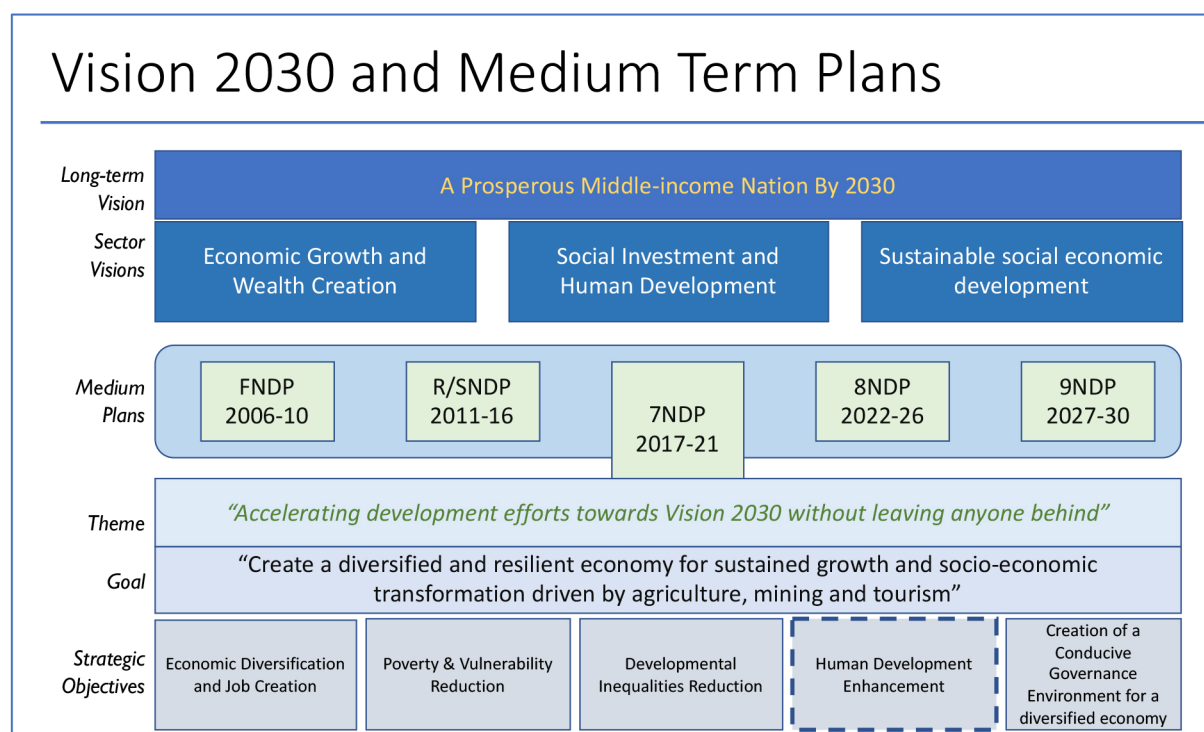 Vision 2030 and Medium Term Plans
Long-term
Vision
A Prosperous Middle-income Nation By 2030
Sector
Visions
Economic Growth and
Wealth Creation
Social Investment and
Human Development
Sustainable social economic
development
Medium
Plans
FNDP
2006-10
R/SNDP
2011-16
7NDP
2017-21
8NDP
2022-26
9NDP
2027-30
Theme
“Accelerating development efforts towards Vision 2030 without leaving anyone behind”
Goal
“Create a diversified and resilient economy for sustained growth and socio-economic
transformation driven by agriculture, mining and tourism”
Strategic
Objectives
Economic Diversification
and Job Creation
Poverty & Vulnerability
Reduction
Developmental
Inequalities Reduction
Human Development
Enhancement
Creation of a
Conducive
Governance
Environment for a
diversified economy